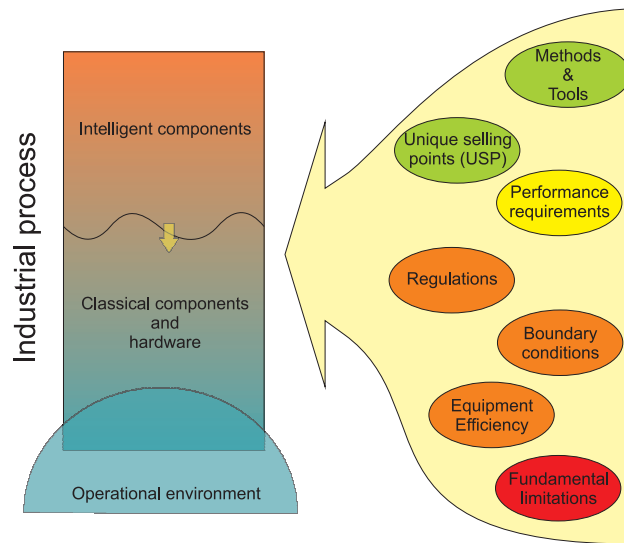 Industrial process
Intelligent components
Classical components
and
hardware
Operational environment
Methods
&
Tools
Unique selling
points (USP)
Performance
requirements
Regulations
Boundary
conditions
Equipment
Efficiency
Fundamental
limitations